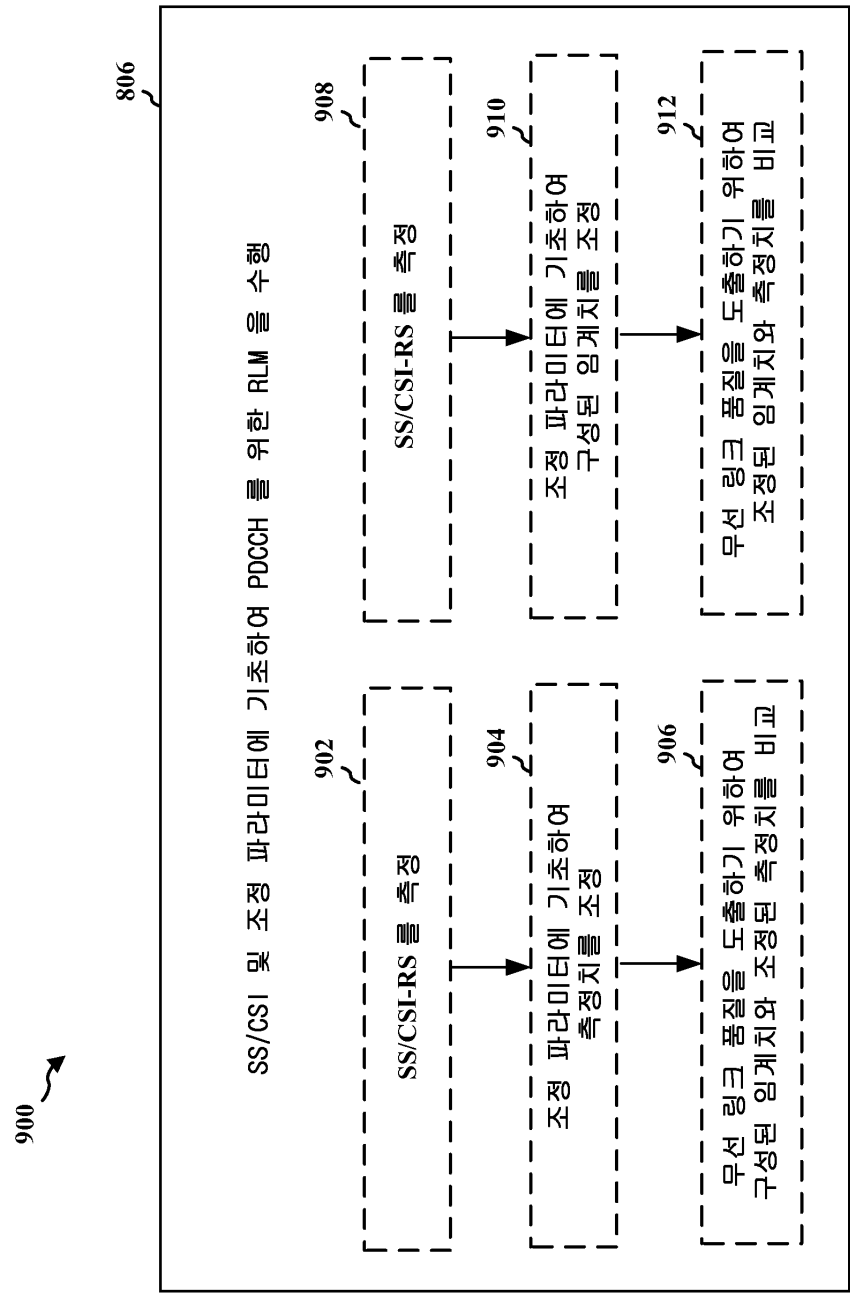 900
806
SS/CSI 및 조정 파라미터에 기초하여 PDCCH 를 위한 RLM 을 수행
902
SS/CSI-RS 를 측정
904
조정 파라미터에 기초하여
측정치를 조정
906
무선 링크 품질을 도출하기 위하여
구성된 임계치와 조정된 측정치를 비교
908
SS/CSI-RS 를 측정
910
조정 파라미터에 기초하여
구성된 임계치를 조정
912
무선 링크 품질을 도출하기 위하여
조정된 임계치와 측정치를 비교